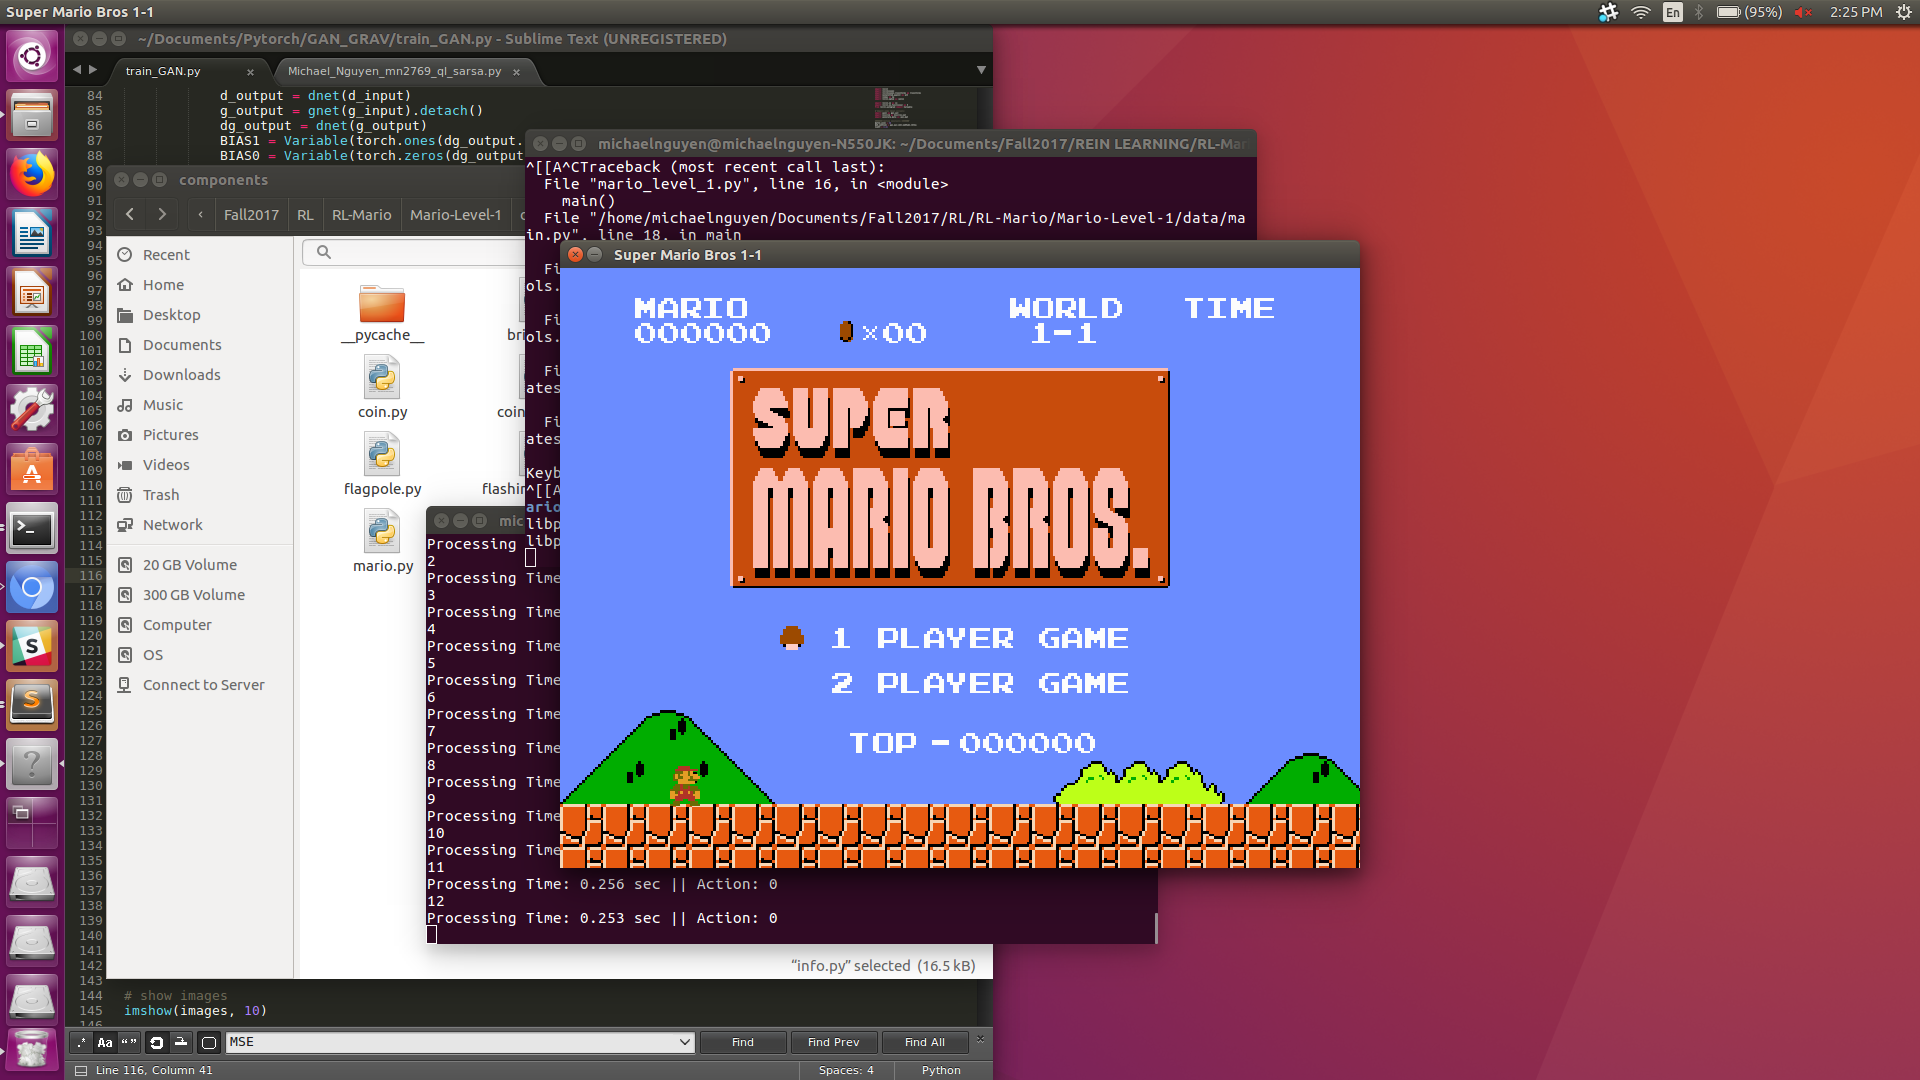 Super Mario Bros 1-1
En
(95%)
2:25 PM
~/Documents/Pytorch/GAN_GRAV/train_GAN.py - Sublime Text (UNREGISTERED)
train_GAN.py
Michael_Nguyen_mn2769_ql_sarsa.py
84 d_output = dnet(d_input)
85 g_output = gnet(g_input).detach()
86 dg_output = dnet(g_output)
87 BIAS1 = Variable(torch.ones(dg_output.
88 BIAS0 = Variable(torch.zeros(dg_output
89
90
91
92
93
94
95
96
97
98
99
100
101
102
103
104
105
106
107
108
109
110
111
112
113
114
115
116
117
118
119
120
121
122
123
124
125
126
127
128
129
130
131
132
133
134
135
136
137
138
139
140
141
142
143
144 # show images
145 imshow(images, 10)
146
MSE
Find
Find Prev
Find All
Line 116, Column 41
Spaces: 4
Python
components
Fall2017
RL
RL-Mario
Mario-Level-1
Recent
Home
Desktop
Documents
Downloads
Music
Pictures
Videos
Trash
Network
20 GB Volume
300 GB Volume
Computer
OS
Connect to Server
__pycache__
bri
coin.py
coin
flagpole.py
flashin
mario.py
“info.py” selected (16.5 kB)
michaelnguyen@michaelnguyen-N550JK: ~/Documents/Fall2017/REIN LEARNING/RL-Mar
^[[A^CTraceback (most recent call last):
File "mario_level_1.py", line 16, in <module>
main()
File "/home/michaelnguyen/Documents/Fall2017/RL/RL-Mario/Mario-Level-1/data/ma
in.py", line 18, in main
Fi
ols.
Fi
ols.
Fi
ates
Fi
ates
Keyb
^[[A
ario
libp
libp
mic
Processing
2
Processing Time
3
Processing Time
4
Processing Time
5
Processing Time
6
Processing Time
7
Processing Time
8
Processing Time
9
Processing Time
10
Processing Time
11
Processing Time: 0.256 sec || Action: 0
12
Processing Time: 0.253 sec || Action: 0
Super Mario Bros 1-1
MARIO WORLD TIME
000000 ×00 1-1
SUPER
MARIO BROS.
1 PLAYER GAME
2 PLAYER GAME
TOP - 000000